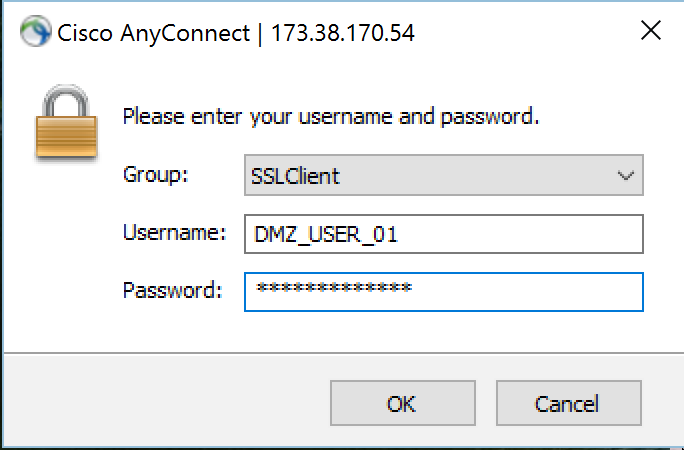 Cisco AnyConnect | 173.38.170.54
Please enter your username and password.
Group: SSLClient
Username: DMZ_USER_01
Password: *************
OK Cancel